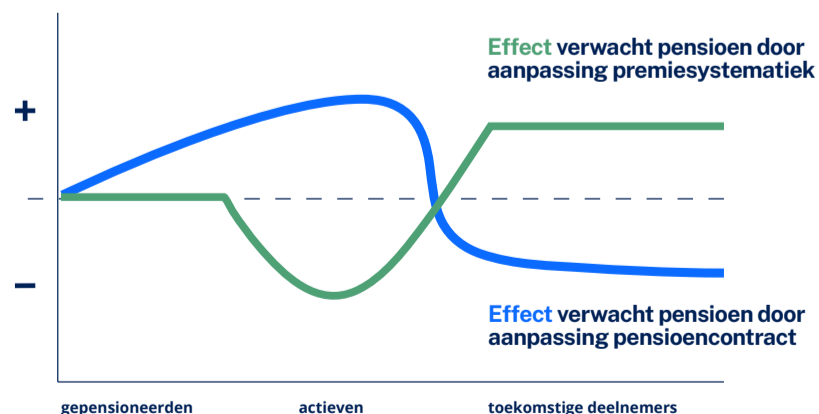 Effect verwacht pensioen door
aanpassing premiesystematiek
+
−
Effect verwacht pensioen door
aanpassing pensioencontract
gepensioneerden
actieven
toekomstige deelnemers